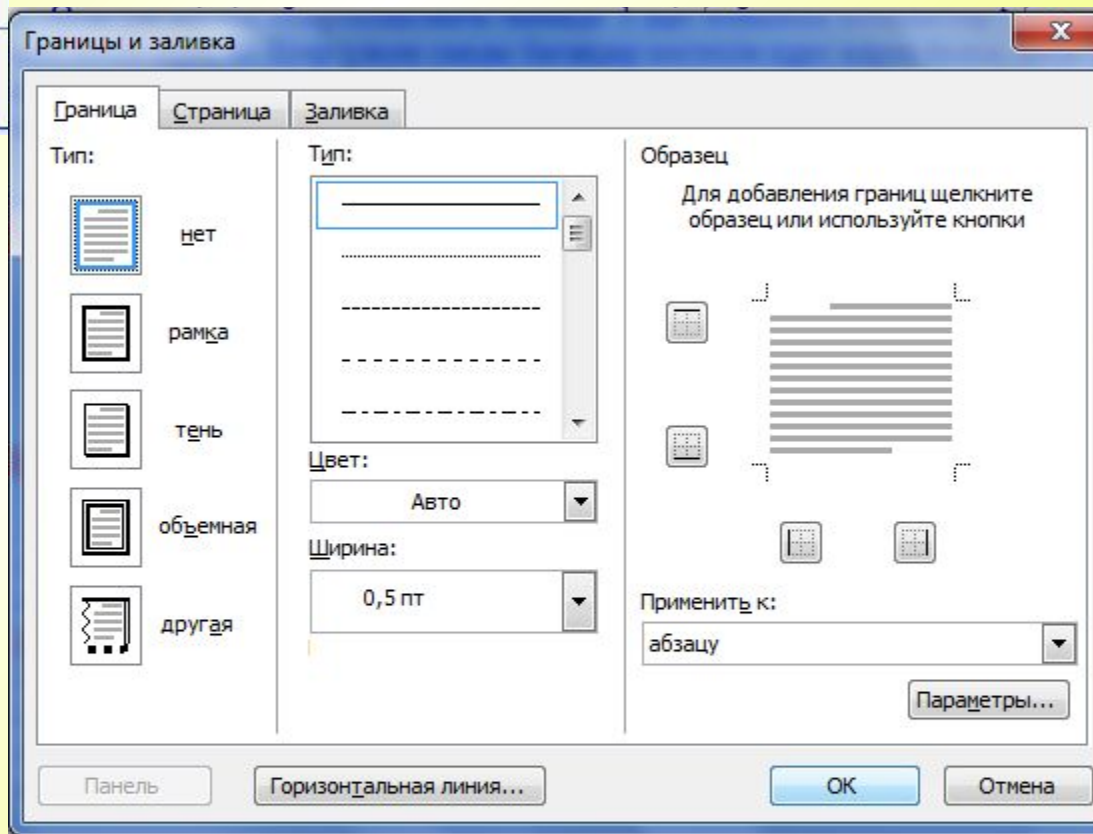 Границы и заливка
Граница
Страница
Заливка
Тип:
нет
рамка
тень
объемная
другая
Тип:
Цвет:
Авто
Ширина:
0,5 пт
Образец
Для добавления границ щелкните
образец или используйте кнопки
Применить к:
абзацу
Параметры...
Панель
Горизонтальная линия...
ОК
Отмена